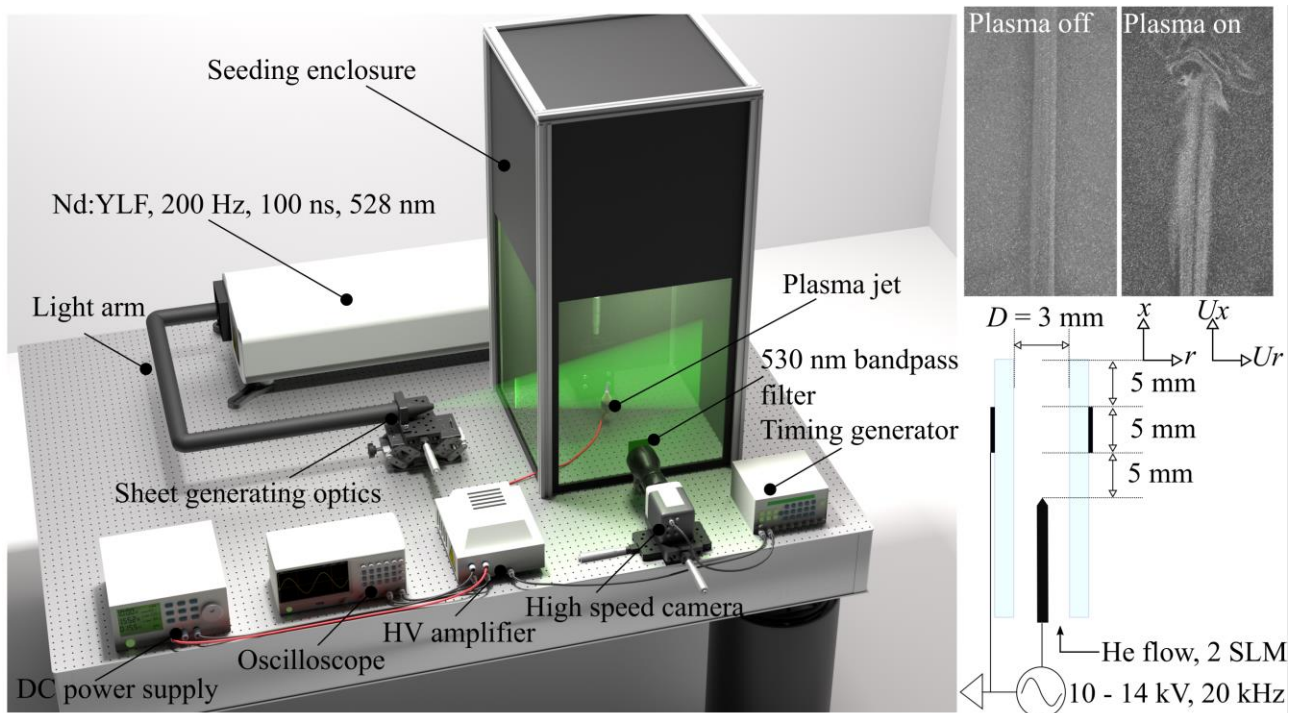 Seeding enclosure
Nd:YLF, 200 Hz, 100 ns, 528 nm
Light arm
Plasma jet
530 nm bandpass
filter
Timing generator
Sheet generating optics
High speed camera
HV amplifier
Oscilloscope
DC power supply
Plasma off
Plasma on
D = 3 mm
x
r
Ux
Ur
5 mm
5 mm
5 mm
He flow, 2 SLM
10 - 14 kV, 20 kHz